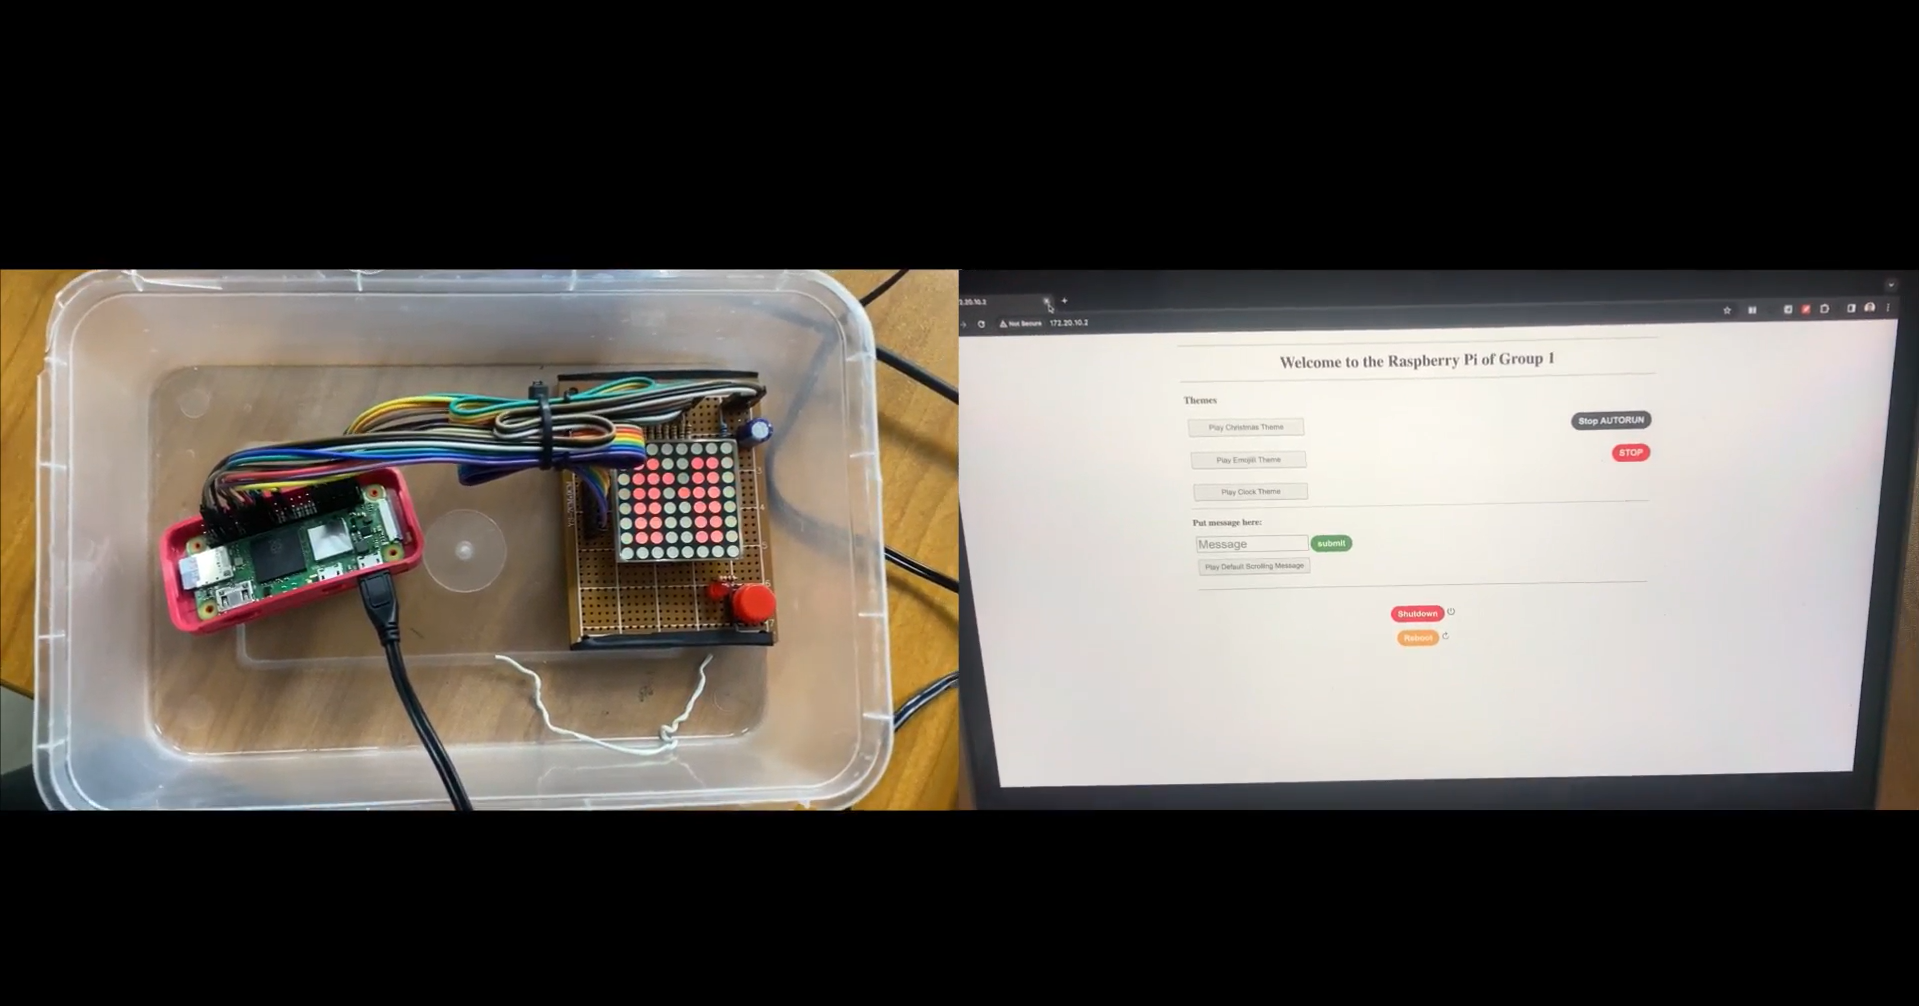 2.20.10.2
Not Secure 172.20.10.2
Welcome to the Raspberry Pi of Group 1
Themes
Play Christmas Theme
Stop AUTORUN
STOP
Play Emojiii Theme
Play Clock Theme
Put message here:
Message submit
Play Default Scrolling Message
Shutdown
Reboot